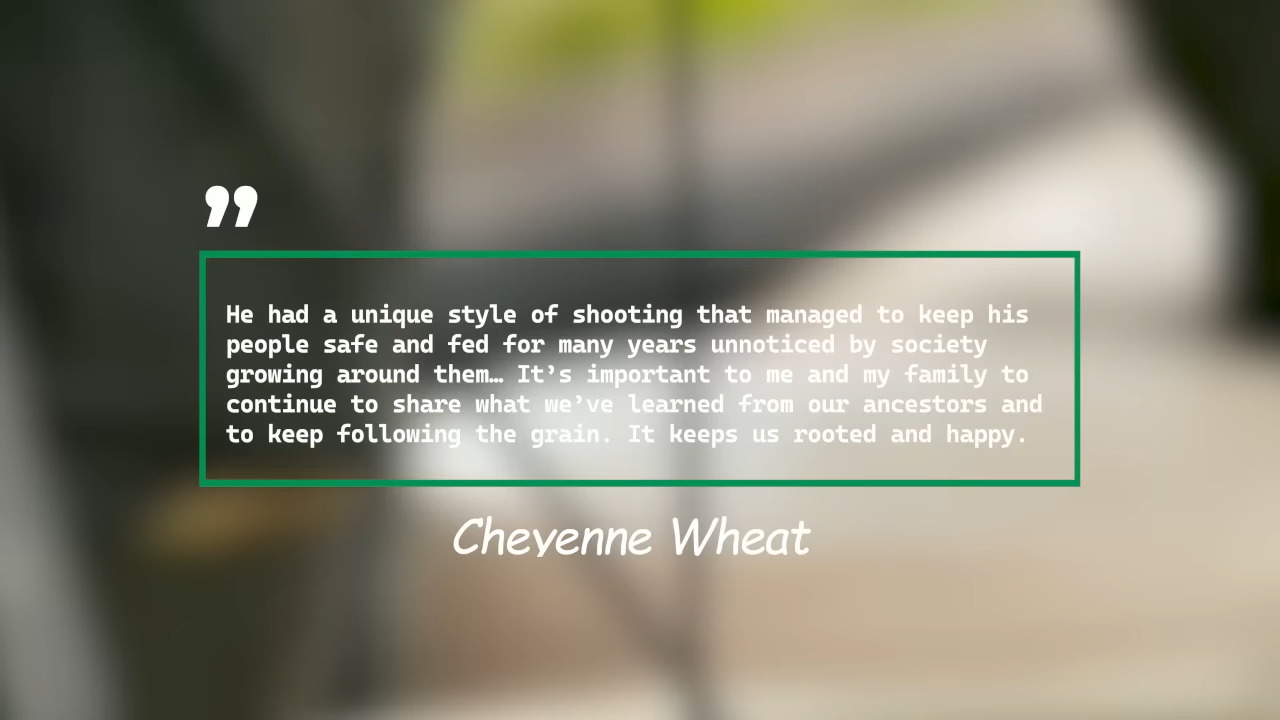 ”
He had a unique style of shooting that managed to keep his
people safe and fed for many years unnoticed by society
growing around them… It’s important to me and my family to
continue to share what we’ve learned from our ancestors and
to keep following the grain. It keeps us rooted and happy.
Cheyenne Wheat